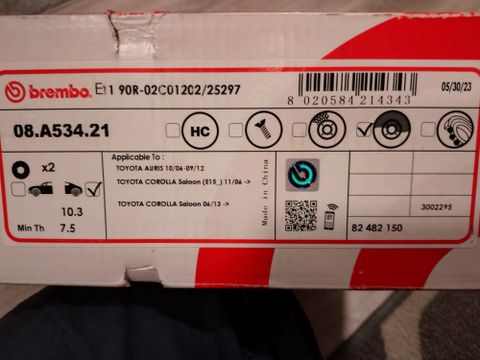 brembo. E11 90R-02C01202/25297
8 020584 214343
05/30/23
08.A534.21
HC
x2
Applicable To :
TOYOTA AURIS 10/06-09/12
TOYOTA COROLLA Saloon (E15_) 11/06 ->
TOYOTA COROLLA Saloon 06/13 ->
Made in China
10.3
Min Th 7.5
3002295
82 482 150